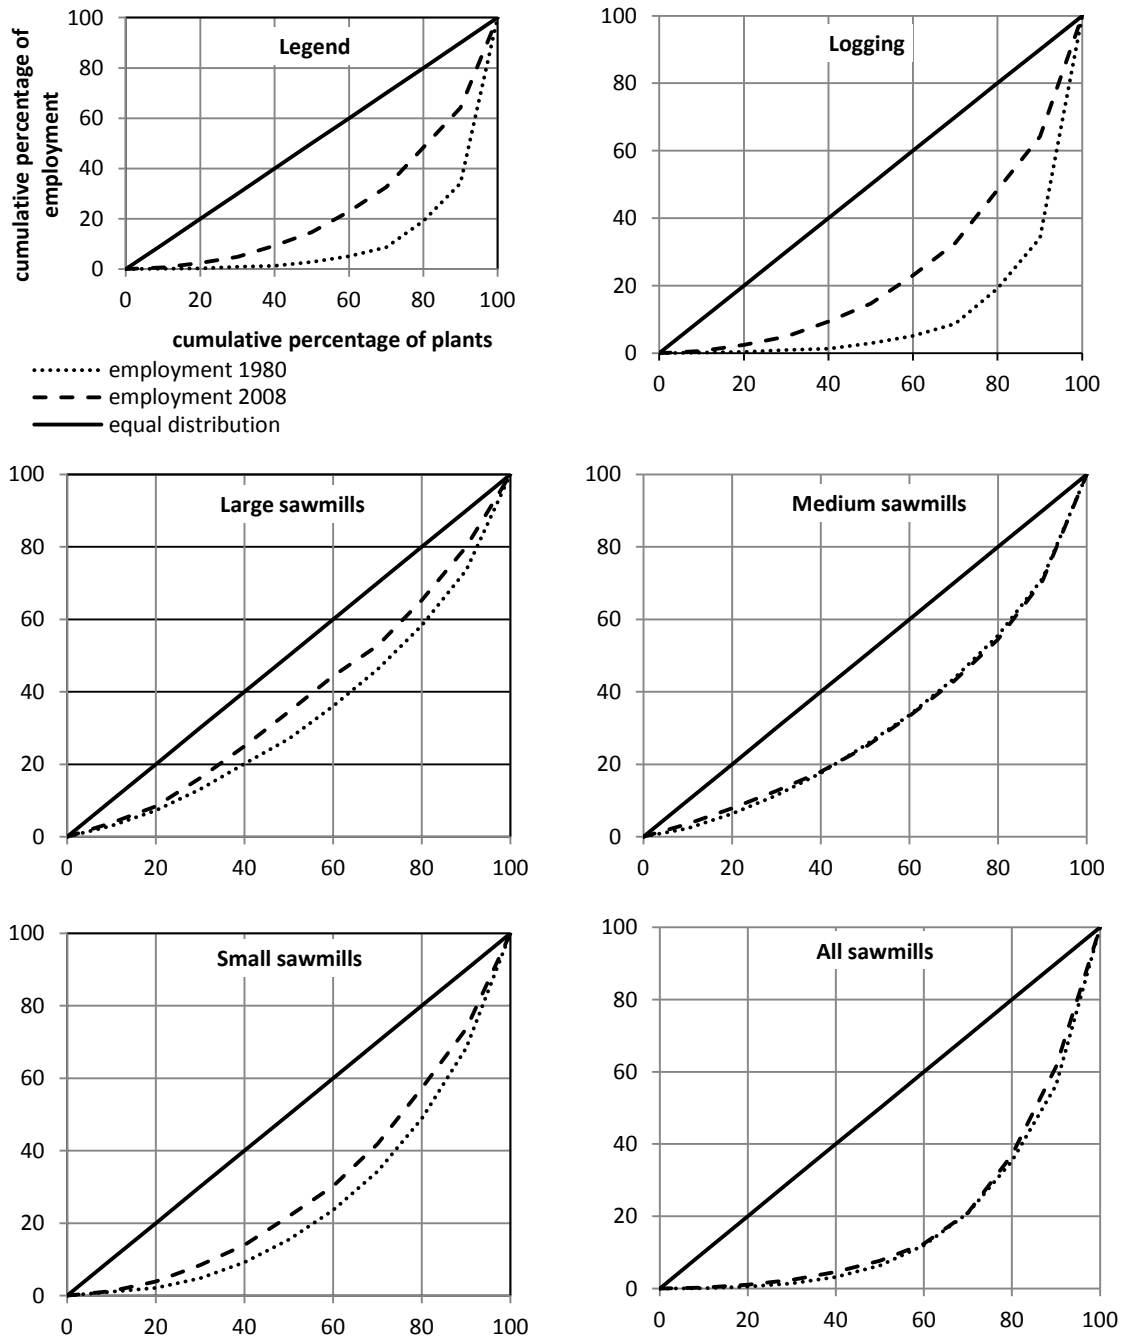 Legend
cumulative percentage of
employment
100
80
60
40
20
0
0 20 40 60 80 100
cumulative percentage of plants
employment 1980
employment 2008
equal distribution
Logging
100
80
60
40
20
0
0 20 40 60 80 100
Large sawmills
100
80
60
40
20
0
0 20 40 60 80 100
Medium sawmills
100
80
60
40
20
0
0 20 40 60 80 100
Small sawmills
100
80
60
40
20
0
0 20 40 60 80 100
All sawmills
100
80
60
40
20
0
0 20 40 60 80 100